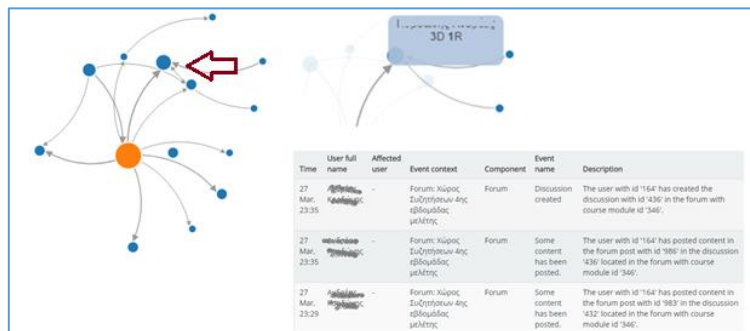 3D 1R
Time User full name Affected user Event context Component Event name Description
27 Mar, 23:35 - Forum: Χώρος Συζητήσεων 4ης εβδομάδας μελέτης Forum Discussion created The user with id '164' has created the discussion with id '436' in the forum with course module id '346'.
27 Mar, 23:35 - Forum: Χώρος Συζητήσεων 4ης εβδομάδας μελέτης Forum Some content has been posted. The user with id '164' has posted content in the forum post with id '986' in the discussion '436' located in the forum with course module id '346'.
27 Mar, 23:29 - Forum: Χώρος Συζητήσεων 4ης εβδομάδας μελέτης Forum Some content has been posted. The user with id '164' has posted content in the forum post with id '983' in the discussion '432' located in the forum with course module id '346'.